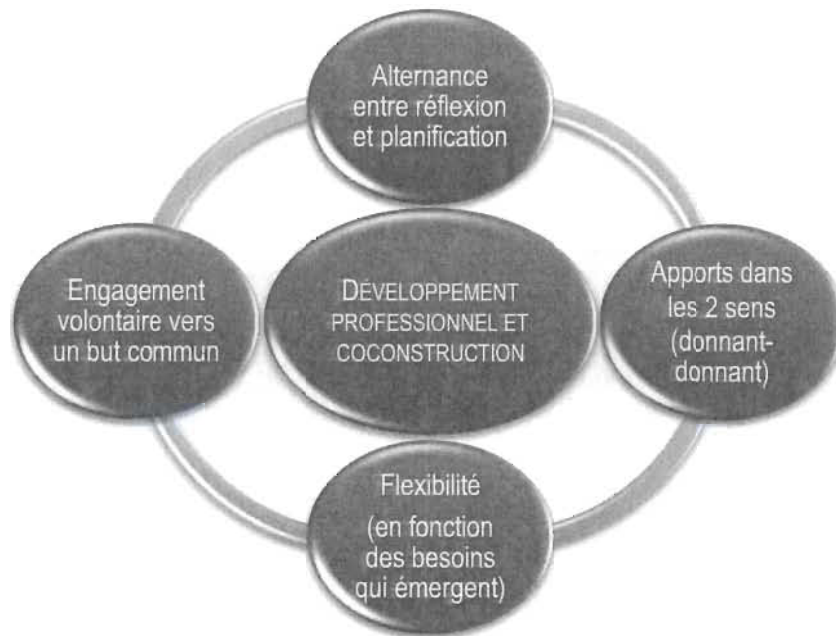 Alternance
entre réflexion
et planification
Engagement
volontaire vers
un but commun
DÉVELOPPEMENT
PROFESSIONNEL ET
COCONSTRUCTION
Apports dans
les 2 sens
(donnant-
donnant)
Flexibilité
(en fonction
des besoins
qui émergent)